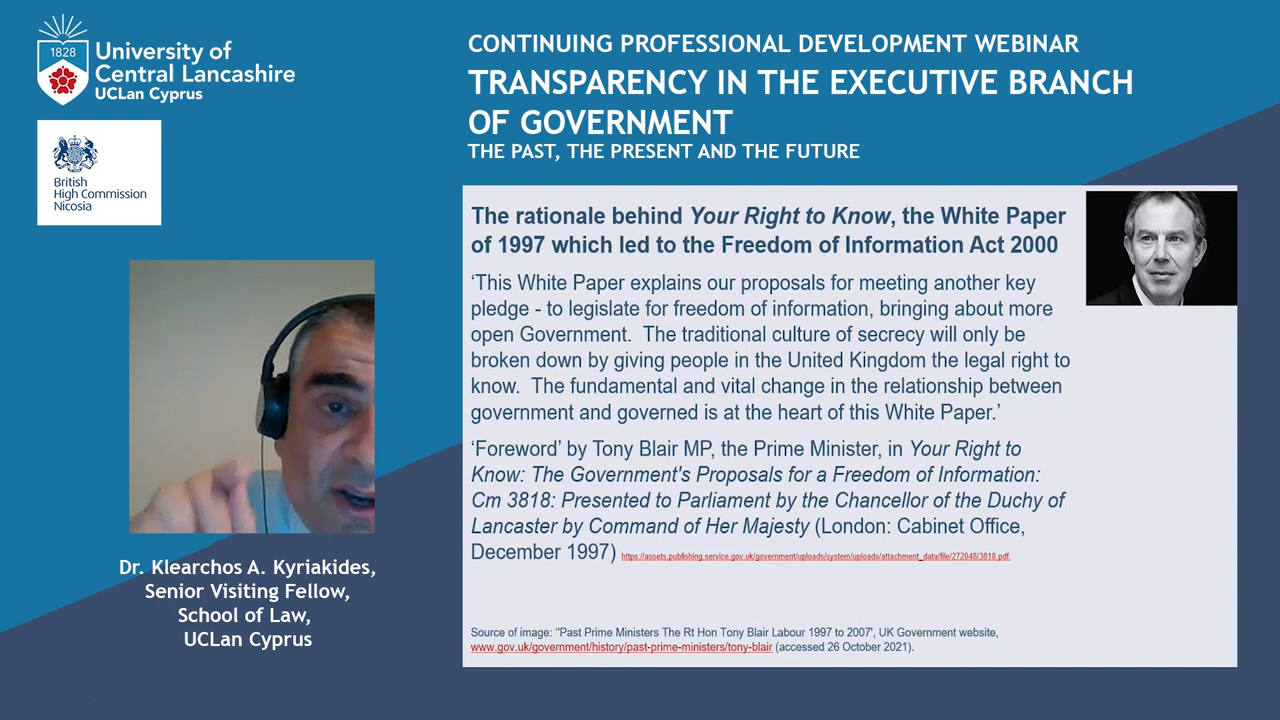 1828
University of
Central Lancashire
UCLan Cyprus
British
High Commission
Nicosia
CONTINUING PROFESSIONAL DEVELOPMENT WEBINAR
TRANSPARENCY IN THE EXECUTIVE BRANCH
OF GOVERNMENT
THE PAST, THE PRESENT AND THE FUTURE
The rationale behind Your Right to Know, the White Paper
of 1997 which led to the Freedom of Information Act 2000
‘This White Paper explains our proposals for meeting another key
pledge - to legislate for freedom of information, bringing about more
open Government.  The traditional culture of secrecy will only be
broken down by giving people in the United Kingdom the legal right to
know.  The fundamental and vital change in the relationship between
government and governed is at the heart of this White Paper.’
‘Foreword’ by Tony Blair MP, the Prime Minister, in Your Right to
Know: The Government's Proposals for a Freedom of Information:
Cm 3818: Presented to Parliament by the Chancellor of the Duchy of
Lancaster by Command of Her Majesty (London: Cabinet Office,
December 1997) https://assets.publishing.service.gov.uk/government/uploads/system/uploads/attachment_data/file/272048/3818.pdf
Source of image: ‘'Past Prime Ministers The Rt Hon Tony Blair Labour 1997 to 2007’, UK Government website,
www.gov.uk/government/history/past-prime-ministers/tony-blair (accessed 26 October 2021).
Dr. Klearchos A. Kyriakides,
Senior Visiting Fellow,
School of Law,
UCLan Cyprus